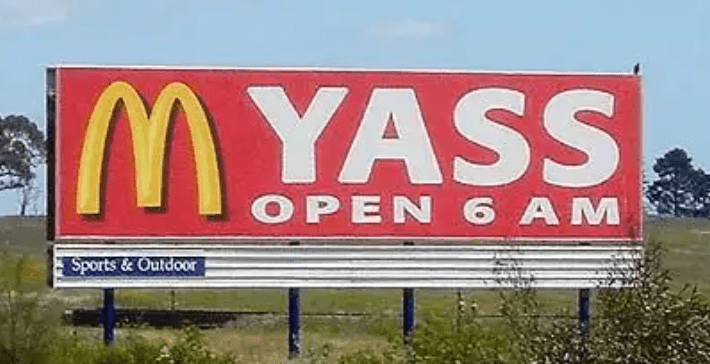 YASS
OPEN 6 AM
Sports & Outdoor